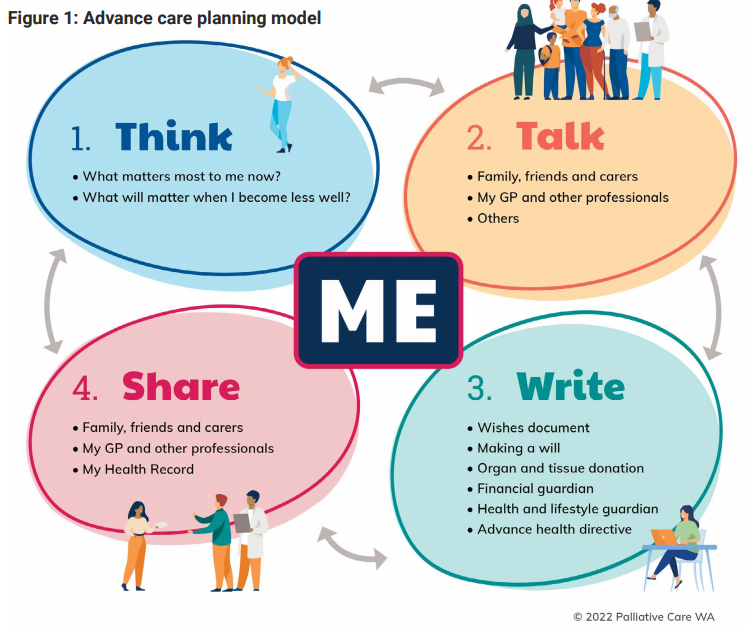 Figure 1: Advance care planning model
1. Think
• What matters most to me now?
• What will matter when I become less well?
2. Talk
• Family, friends and carers
• My GP and other professionals
• Others
ME
4. Share
• Family, friends and carers
• My GP and other professionals
• My Health Record
3. Write
• Wishes document
• Making a will
• Organ and tissue donation
• Financial guardian
• Health and lifestyle guardian
• Advance health directive
© 2022 Palliative Care WA